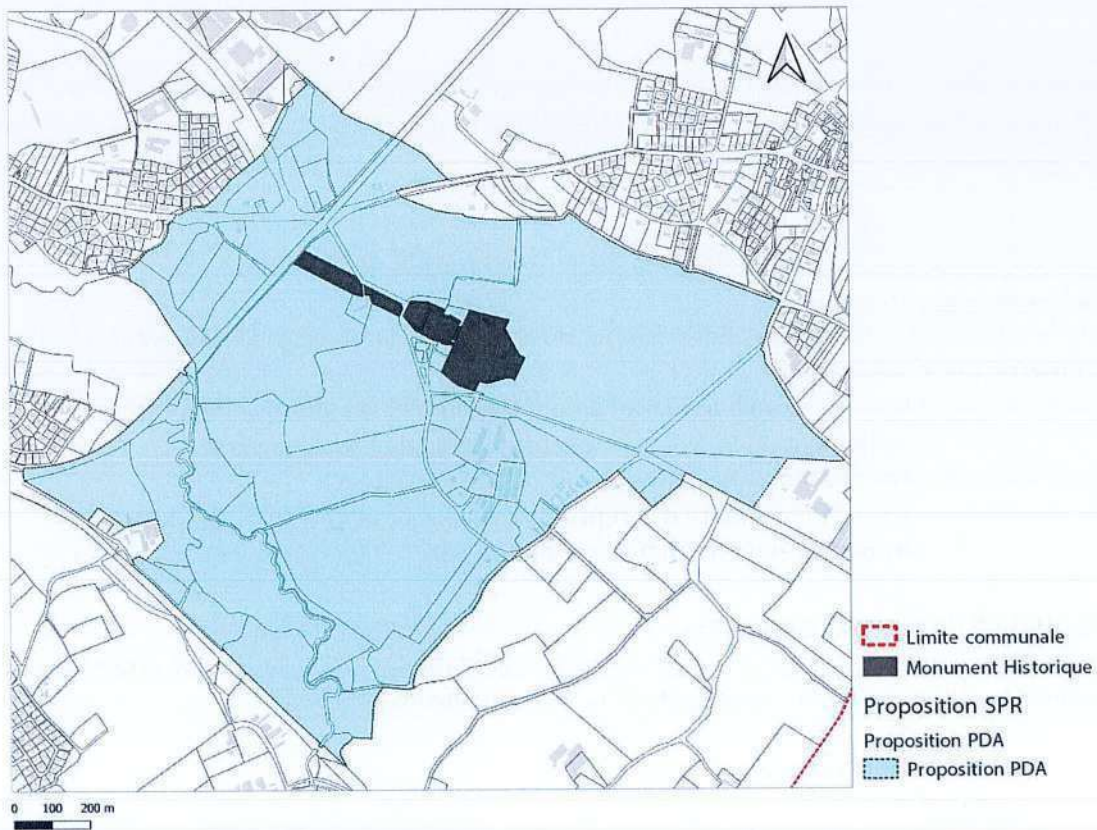 Limite communale
Monument Historique
Proposition SPR
Proposition PDA
Proposition PDA
0 100 200 m